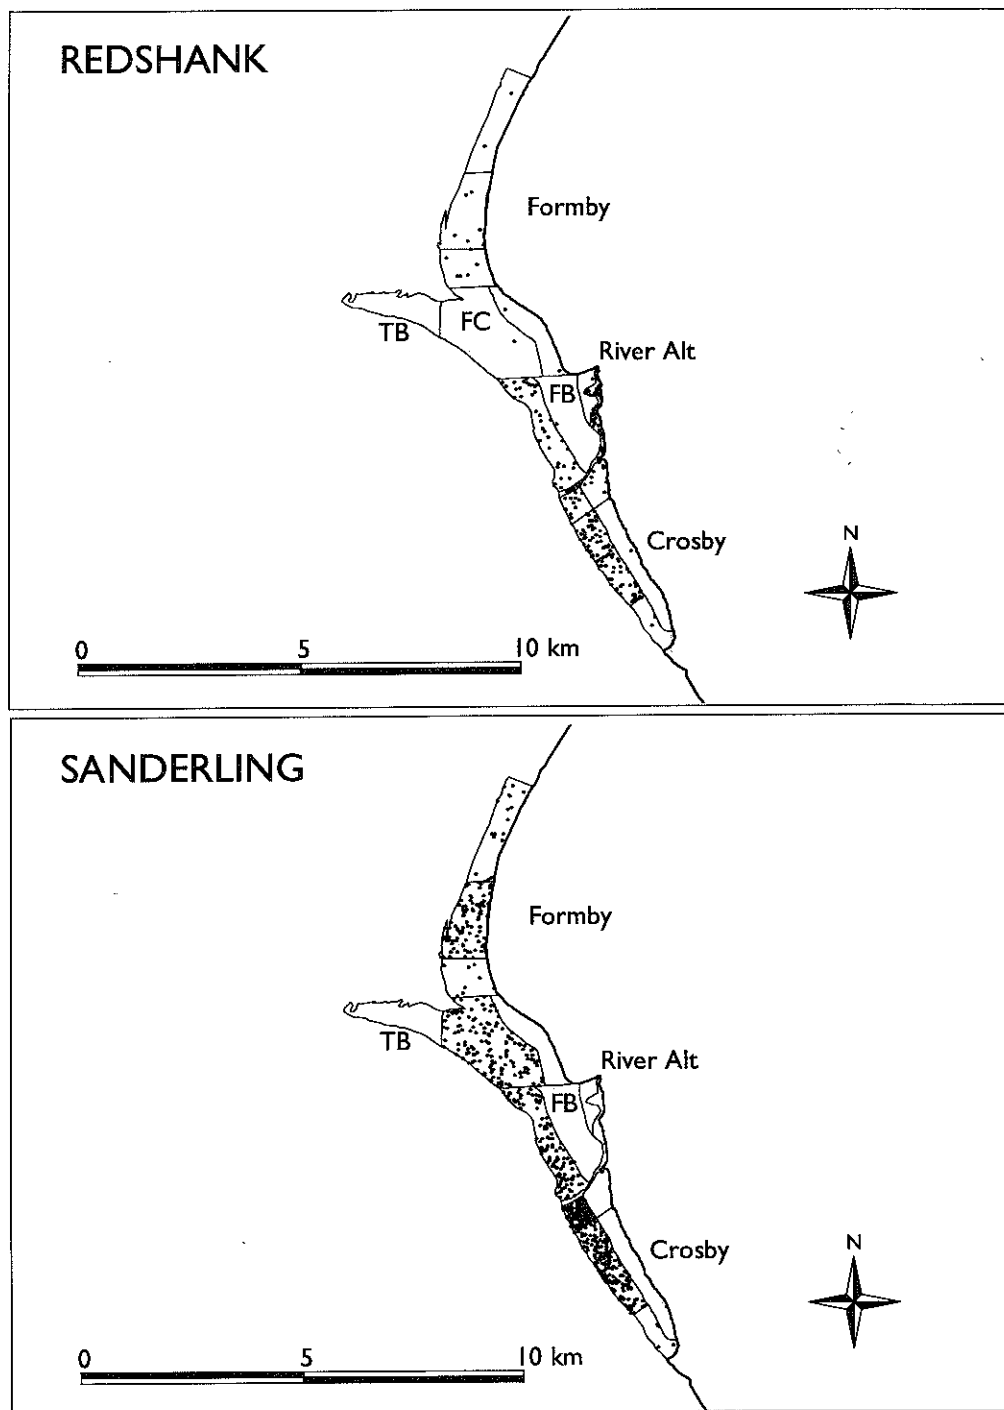 REDSHANK
Formby
TB
FC
River Alt
FB
Crosby
N
0 5 10 km
SANDERLING
Formby
TB
River Alt
FB
Crosby
N
0 5 10 km